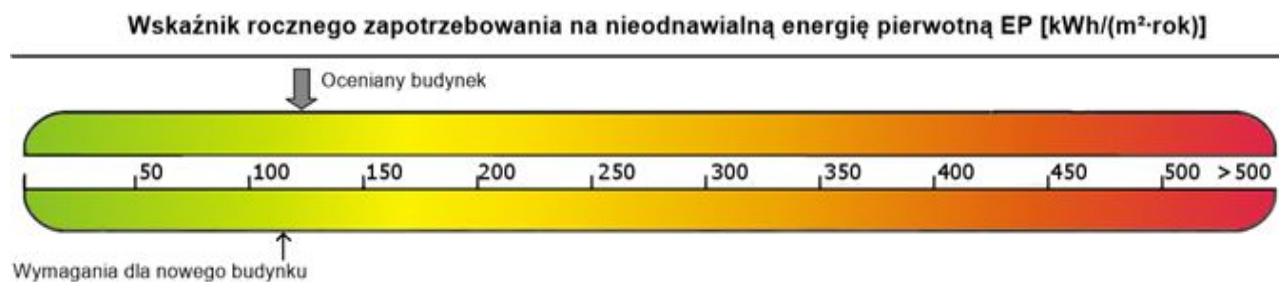 Wskaźnik rocznego zapotrzebowania na nieodnawialną energię pierwotną EP [kWh/(m²·rok)]
Oceniany budynek
50 100 150 200 250 300 350 400 450 500 >500
Wymagania dla nowego budynku